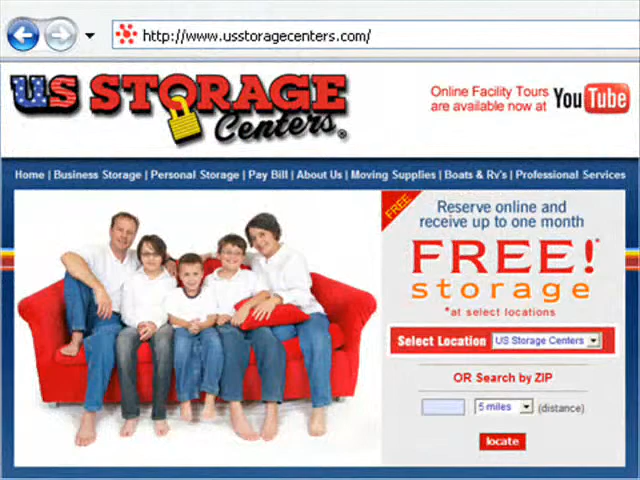 http://www.usstoragecenters.com/
US STORAGE
Centers®
Online Facility Tours
are available now at YouTube
Home | Business Storage | Personal Storage | Pay Bill | About Us | Moving Supplies | Boats & Rv's | Professional Services
FREE
Reserve online and
receive up to one month
FREE!*
storage
*at select locations
Select Location US Storage Centers
OR Search by ZIP
5 miles (distance)
locate